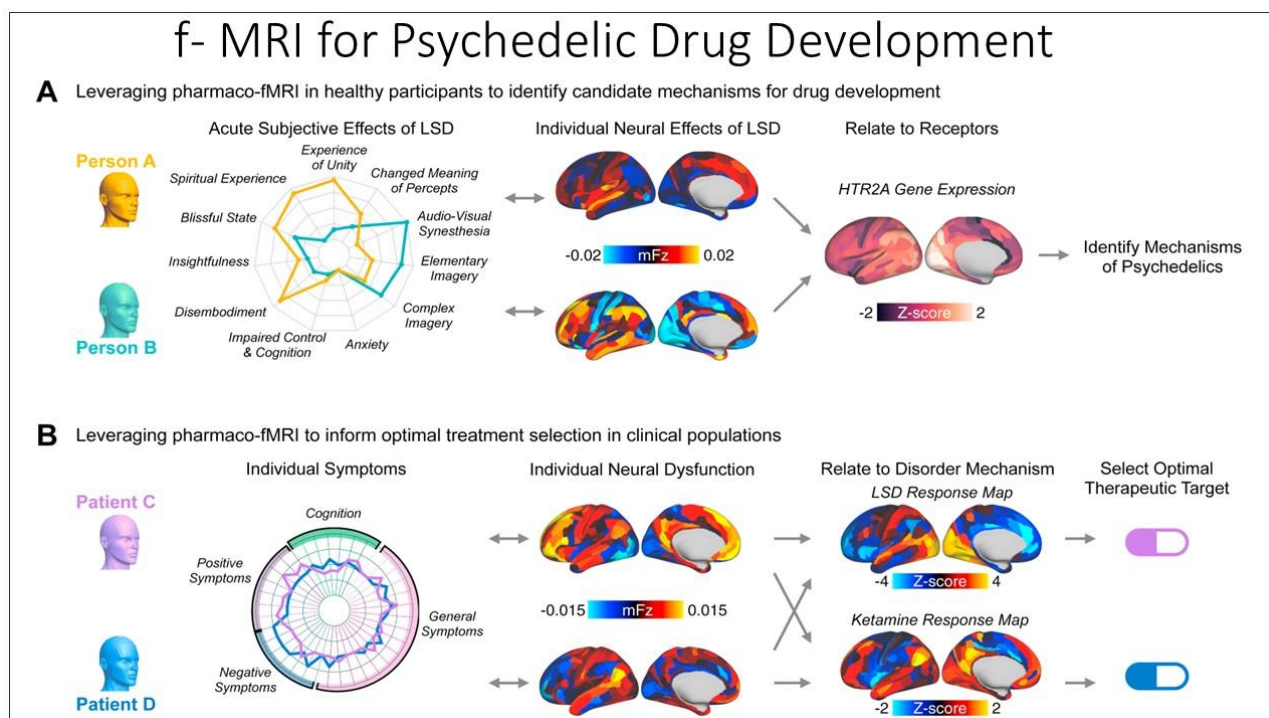 f- MRI for Psychedelic Drug Development
A Leveraging pharmaco-fMRI in healthy participants to identify candidate mechanisms for drug development
Acute Subjective Effects of LSD
Individual Neural Effects of LSD
Relate to Receptors
Person A
Person B
Experience
of Unity
Changed Meaning
of Percepts
Audio-Visual
Synesthesia
Elementary
Imagery
Complex
Imagery
Anxiety
Impaired Control
& Cognition
Disembodiment
Insightfulness
Blissful State
Spiritual Experience
-0.02 mFz 0.02
HTR2A Gene Expression
-2 Z-score 2
Identify Mechanisms
of Psychedelics
B Leveraging pharmaco-fMRI to inform optimal treatment selection in clinical populations
Individual Symptoms
Individual Neural Dysfunction
Relate to Disorder Mechanism
Select Optimal
Therapeutic Target
Patient C
Patient D
Cognition
Positive
Symptoms
General
Symptoms
Negative
Symptoms
-0.015 mFz 0.015
LSD Response Map
-4 Z-score 4
Ketamine Response Map
-2 Z-score 2